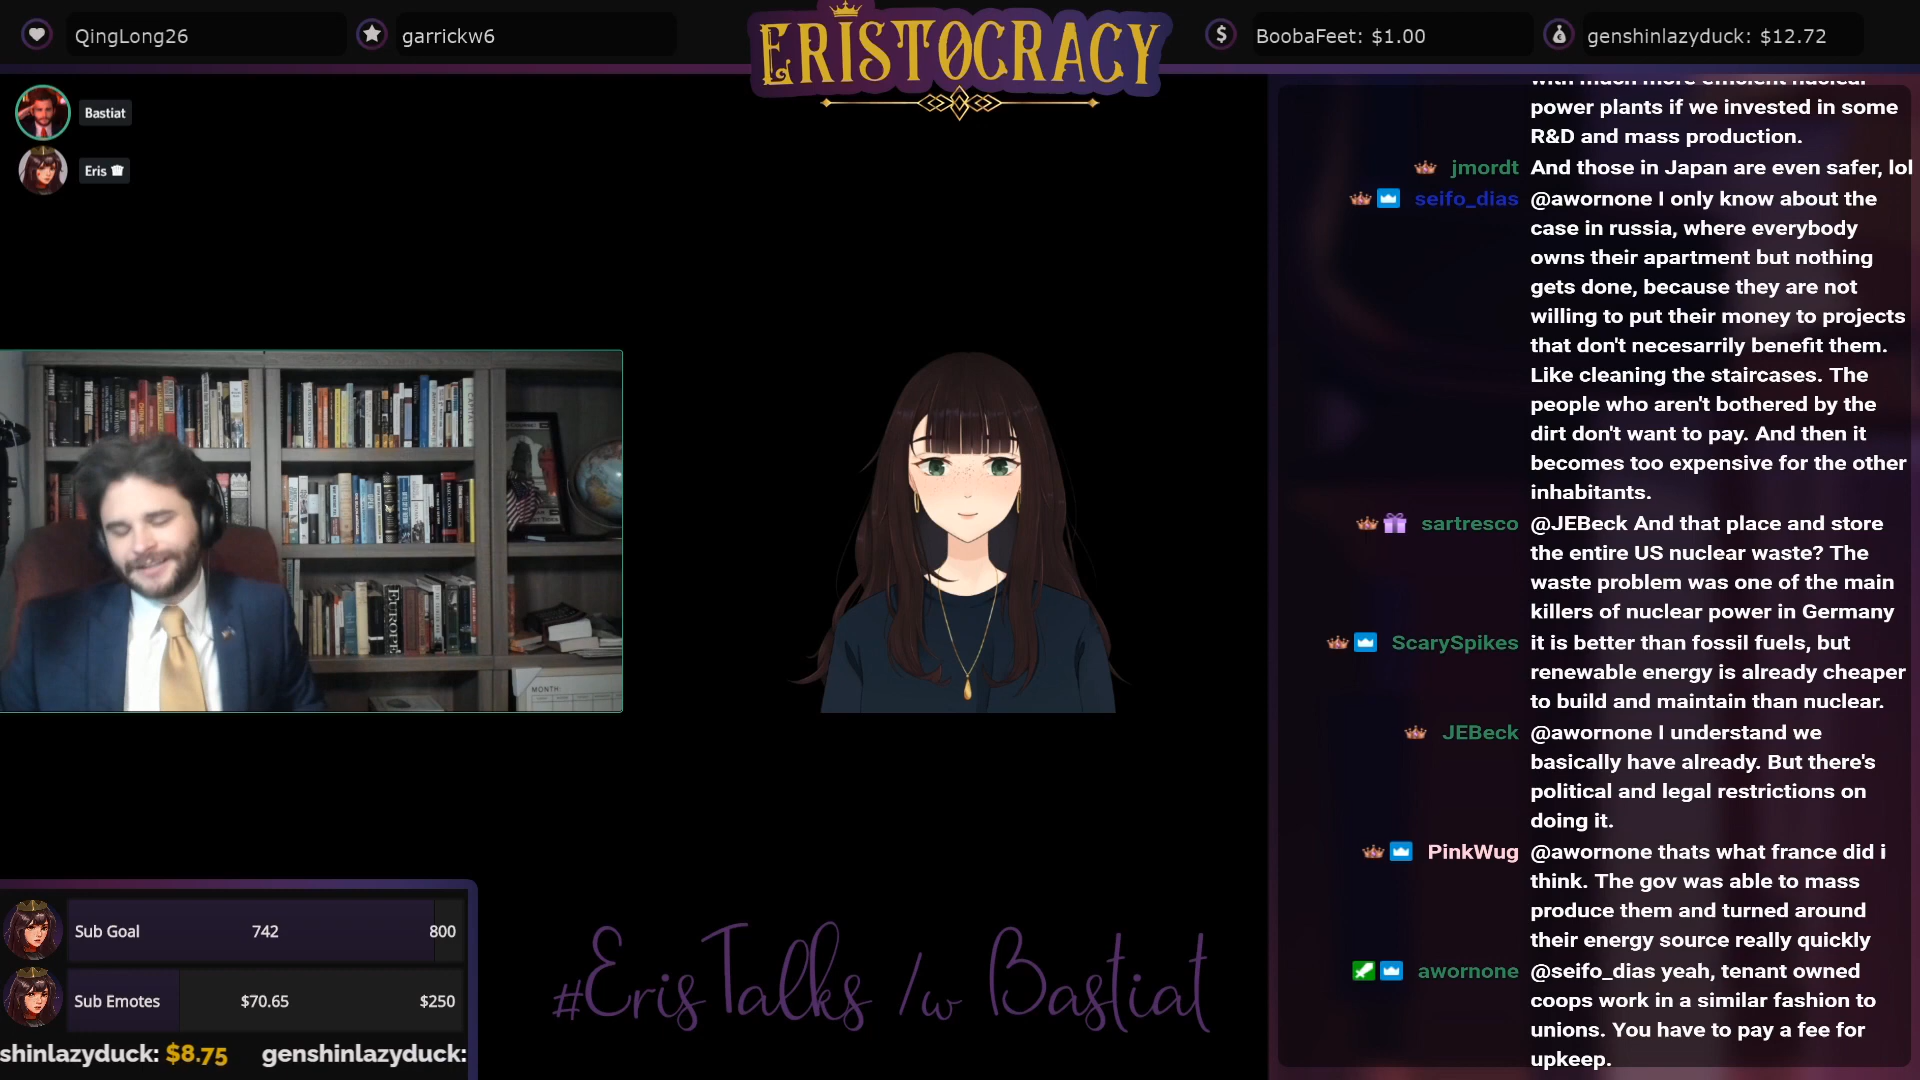 QingLong26
garrickw6
ERISTOCRACY
BoobaFeet: $1.00
genshinlazyduck: $12.72
Bastiat
Eris
with much more efficient nuclear
power plants if we invested in some
R&D and mass production.
jmordt And those in Japan are even safer, lol
seifo_dias @awornone I only know about the
case in russia, where everybody
owns their apartment but nothing
gets done, because they are not
willing to put their money to projects
that don't necesarrily benefit them.
Like cleaning the staircases. The
people who aren't bothered by the
dirt don't want to pay. And then it
becomes too expensive for the other
inhabitants.
sartresco @JEBeck And that place and store
the entire US nuclear waste? The
waste problem was one of the main
killers of nuclear power in Germany
ScarySpikes it is better than fossil fuels, but
renewable energy is already cheaper
to build and maintain than nuclear.
JEBeck @awornone I understand we
basically have already. But there's
political and legal restrictions on
doing it.
PinkWug @awornone thats what france did i
think. The gov was able to mass
produce them and turned around
their energy source really quickly
awornone @seifo_dias yeah, tenant owned
coops work in a similar fashion to
unions. You have to pay a fee for
upkeep.
EUROPE
MONTH:
Sub Goal 742 800
Sub Emotes $70.65 $250
shinlazyduck: $8.75 genshinlazyduck:
#ErisTalks /w Bastiat